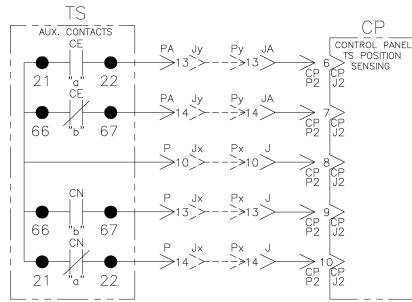 TS
CP
AUX. CONTACTS
CONTROL PANEL
TS POSITION
SENSING
CE
21 22
"a"
PA Jy Py JA
13 13
6
CP CP
P2 J2
CE
66 67
"b"
PA Jy Py JA
14 14
7
CP CP
P2 J2
P Jx Px J
10 10
8
CP CP
P2 J2
CN
66 67
"b"
P Jx Px J
13 13
9
CP CP
P2 J2
CN
21 22
"a"
P Jx Px J
14 14
10
CP CP
P2 J2